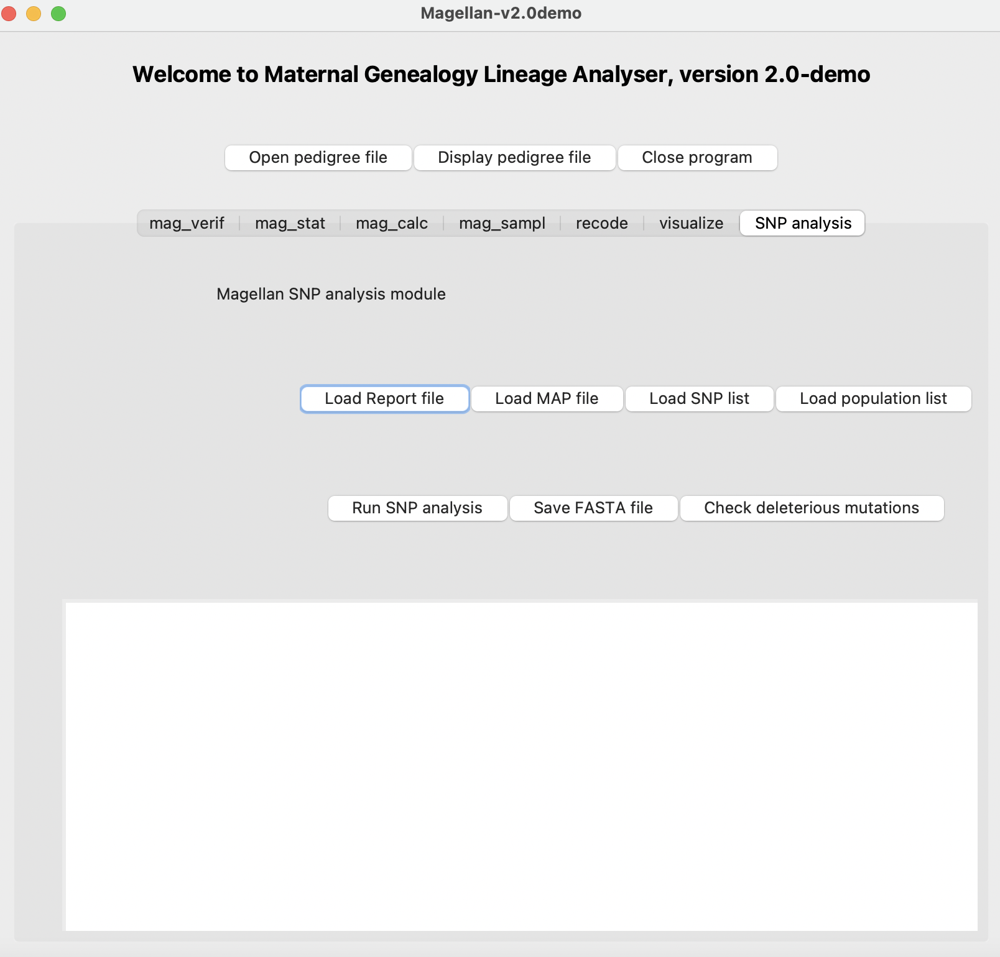 Magellan-v2.0demo
Welcome to Maternal Genealogy Lineage Analyser, version 2.0-demo
Open pedigree file Display pedigree file Close program
mag_verif mag_stat mag_calc mag_sampl recode visualize SNP analysis
Magellan SNP analysis module
Load Report file Load MAP file Load SNP list Load population list
Run SNP analysis Save FASTA file Check deleterious mutations